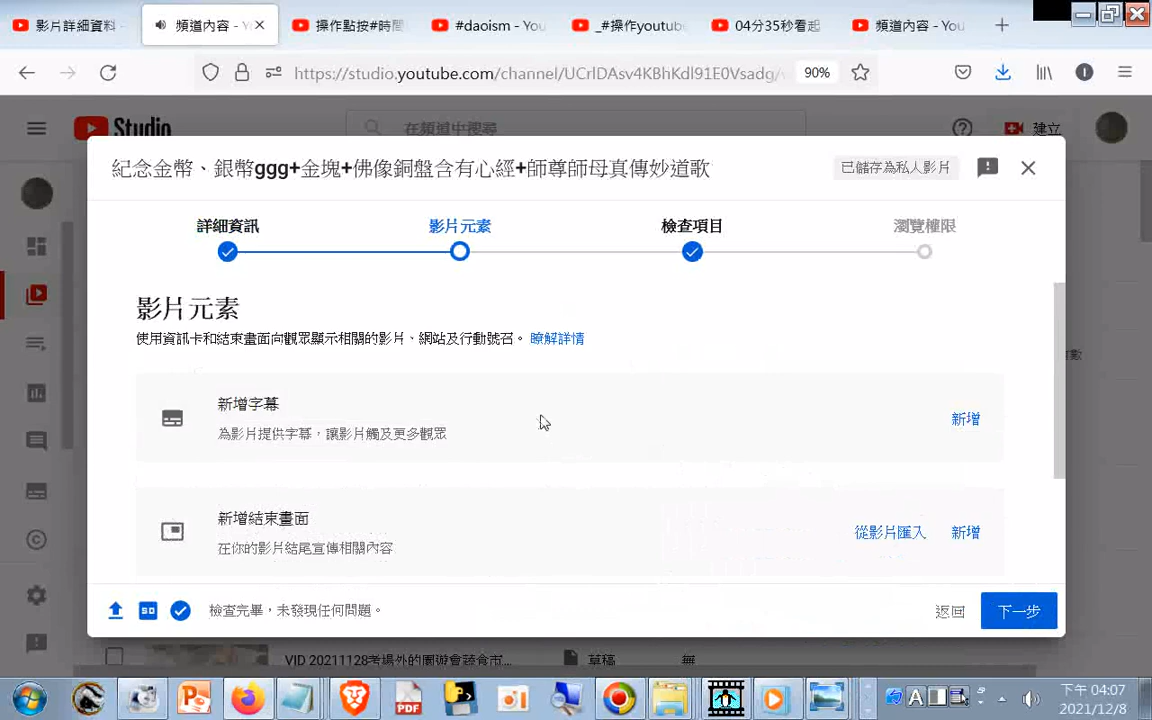 影片詳細資料
頻道內容 - Y
操作點按#時間
#daoism - You
_#操作youtub
04分35秒看起
頻道內容 - You
https://studio.youtube.com/channel/UCrlDAsv4KBhKdl91E0Vsadg/
90%
Studio
在頻道中搜尋
建立
紀念金幣、銀幣ggg+金塊+佛像銅盤含有心經+師尊師母真傳妙道歌
已儲存為私人影片
詳細資訊
影片元素
檢查項目
瀏覽權限
影片元素
使用資訊卡和結束畫面向觀眾顯示相關的影片、網站及行動號召。 瞭解詳情
新增字幕
為影片提供字幕，讓影片觸及更多觀眾
新增
新增結束畫面
在你的影片結尾宣傳相關內容
從影片匯入
新增
SD
檢查完畢，未發現任何問題。
返回
下一步
VID 20211128考場外的園遊會蔬食市...
草稿
無
下午 04:07
2021/12/8